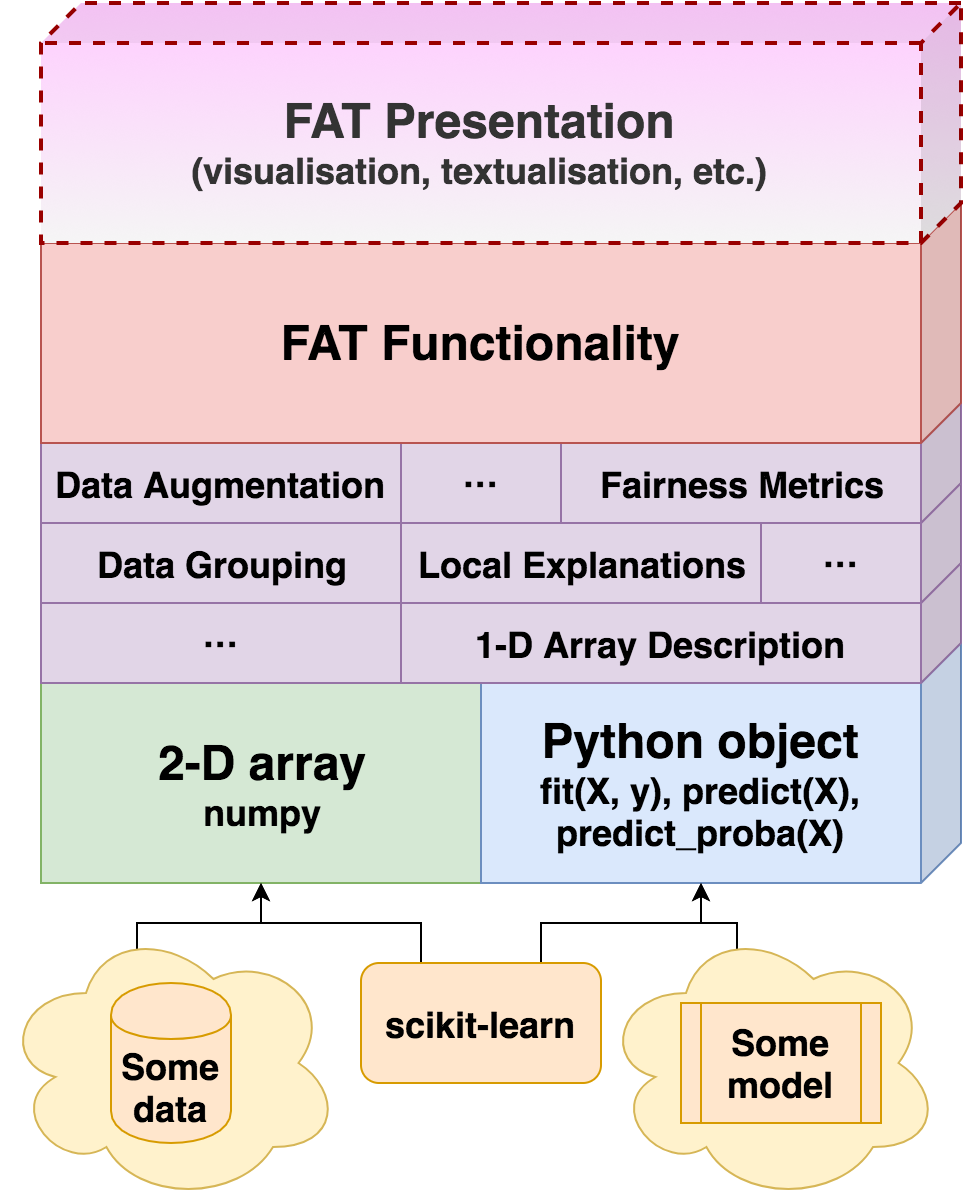 FAT Presentation
(visualisation, textualisation, etc.)
FAT Functionality
Data Augmentation
...
Fairness Metrics
Data Grouping
Local Explanations
...
...
1-D Array Description
2-D array
numpy
Python object
fit(X, y), predict(X),
predict_proba(X)
Some
data
scikit-learn
Some
model